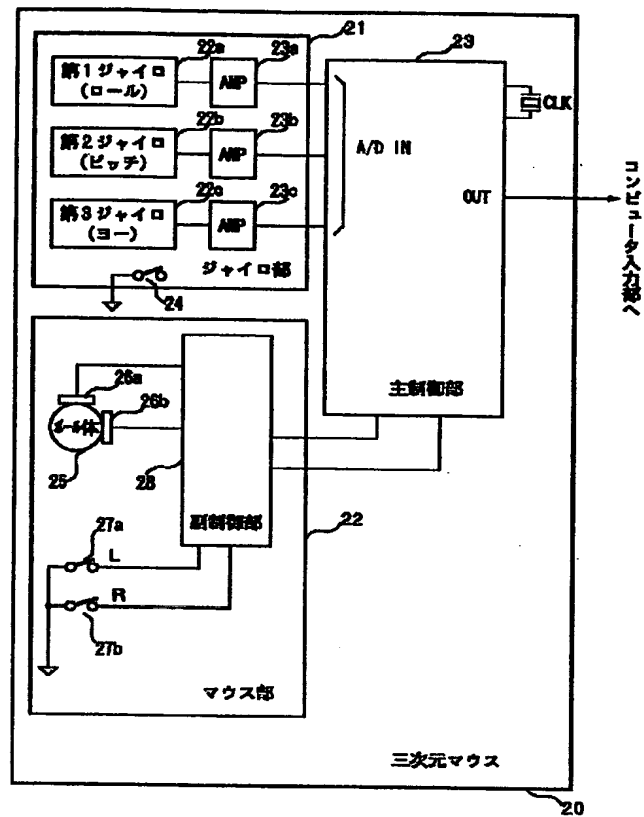 21
22a
23a
23
第1ジャイロ
(ロール)
AMP
CLK
22b
23b
第2ジャイロ
(ピッチ)
AMP
A/D IN
22c
23c
OUT
第3ジャイロ
(ヨー)
AMP
ジャイロ部
24
コンピュータ入力部へ
主制御部
26a
26b
ボール体
25
28
副制御部
22
27a
L
R
27b
マウス部
三次元マウス
20